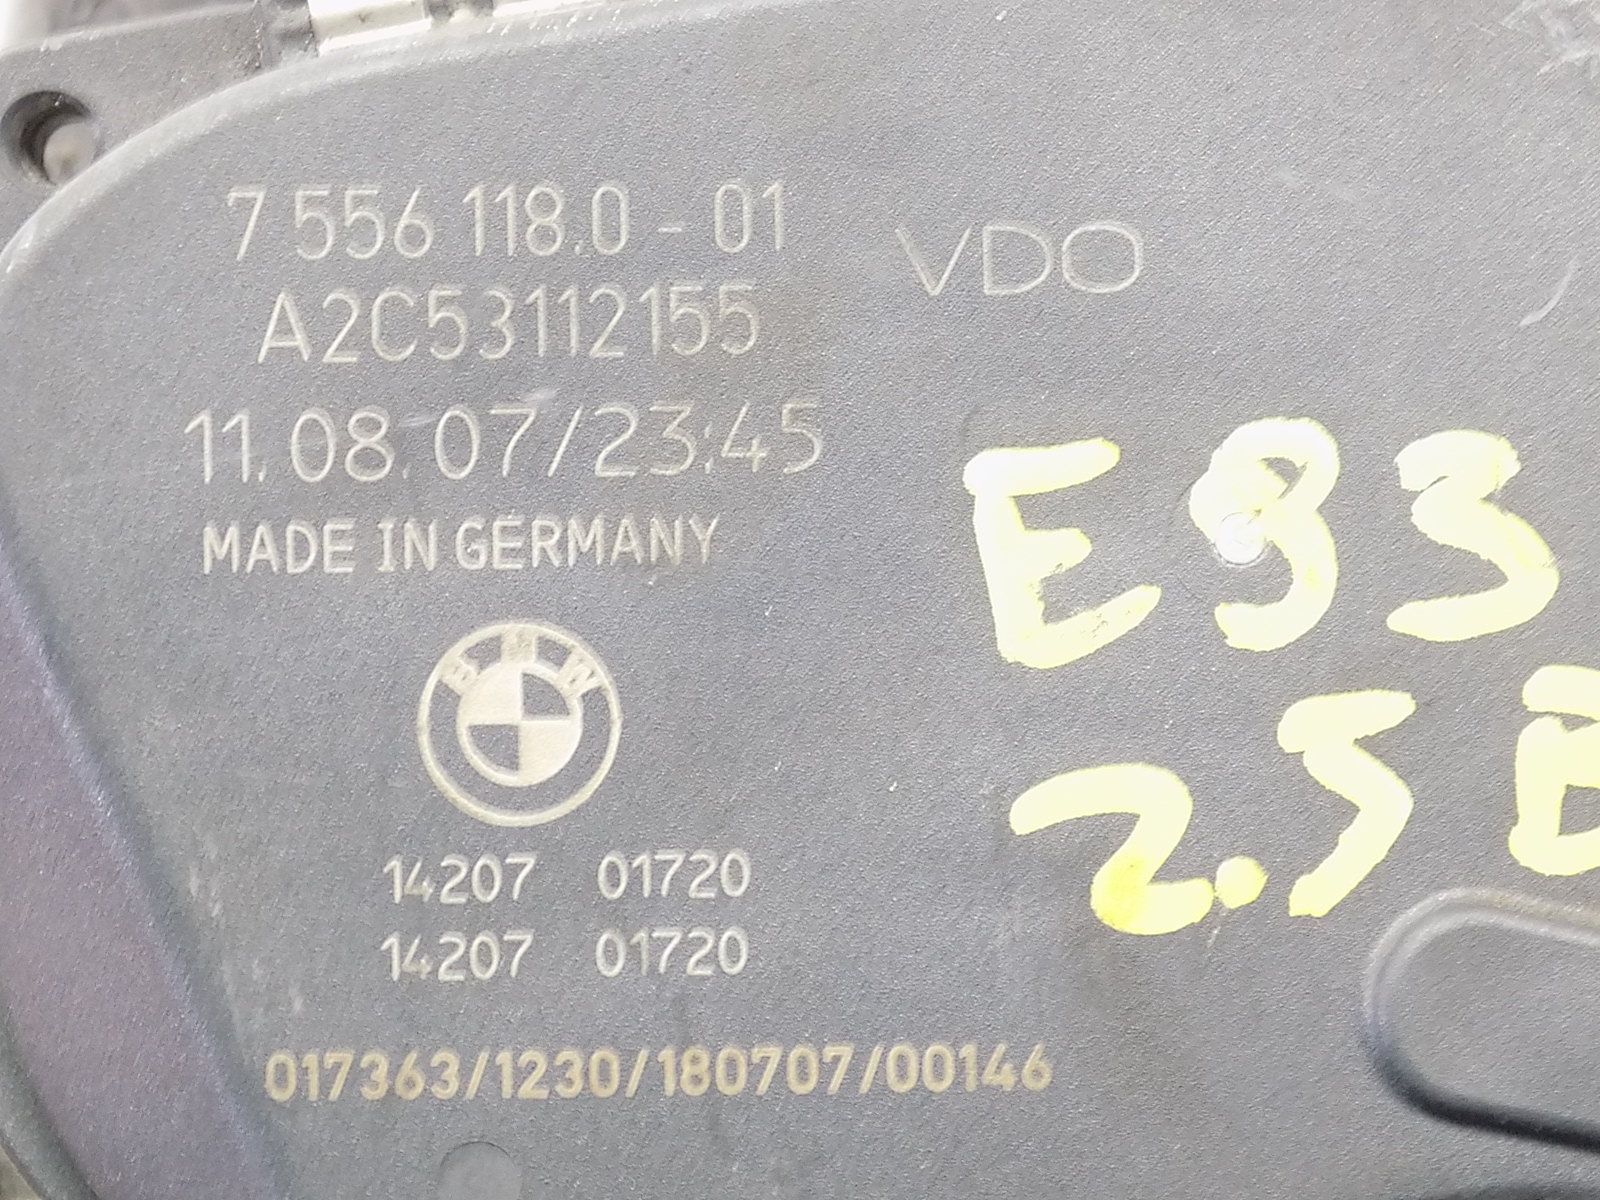 7 556 118.0 - 01
VDO
A2C53112155
11.08.07/23:45
MADE IN GERMANY
E93
BMW
2.5
14207 01720
14207 01720
017363/1230/180707/00146